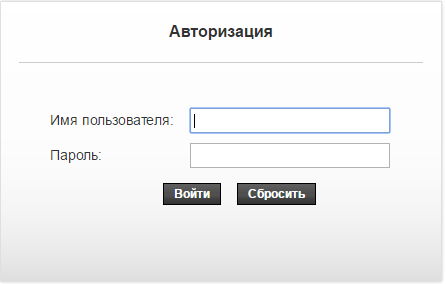 Авторизация
Имя пользователя:
Пароль:
Войти Сбросить